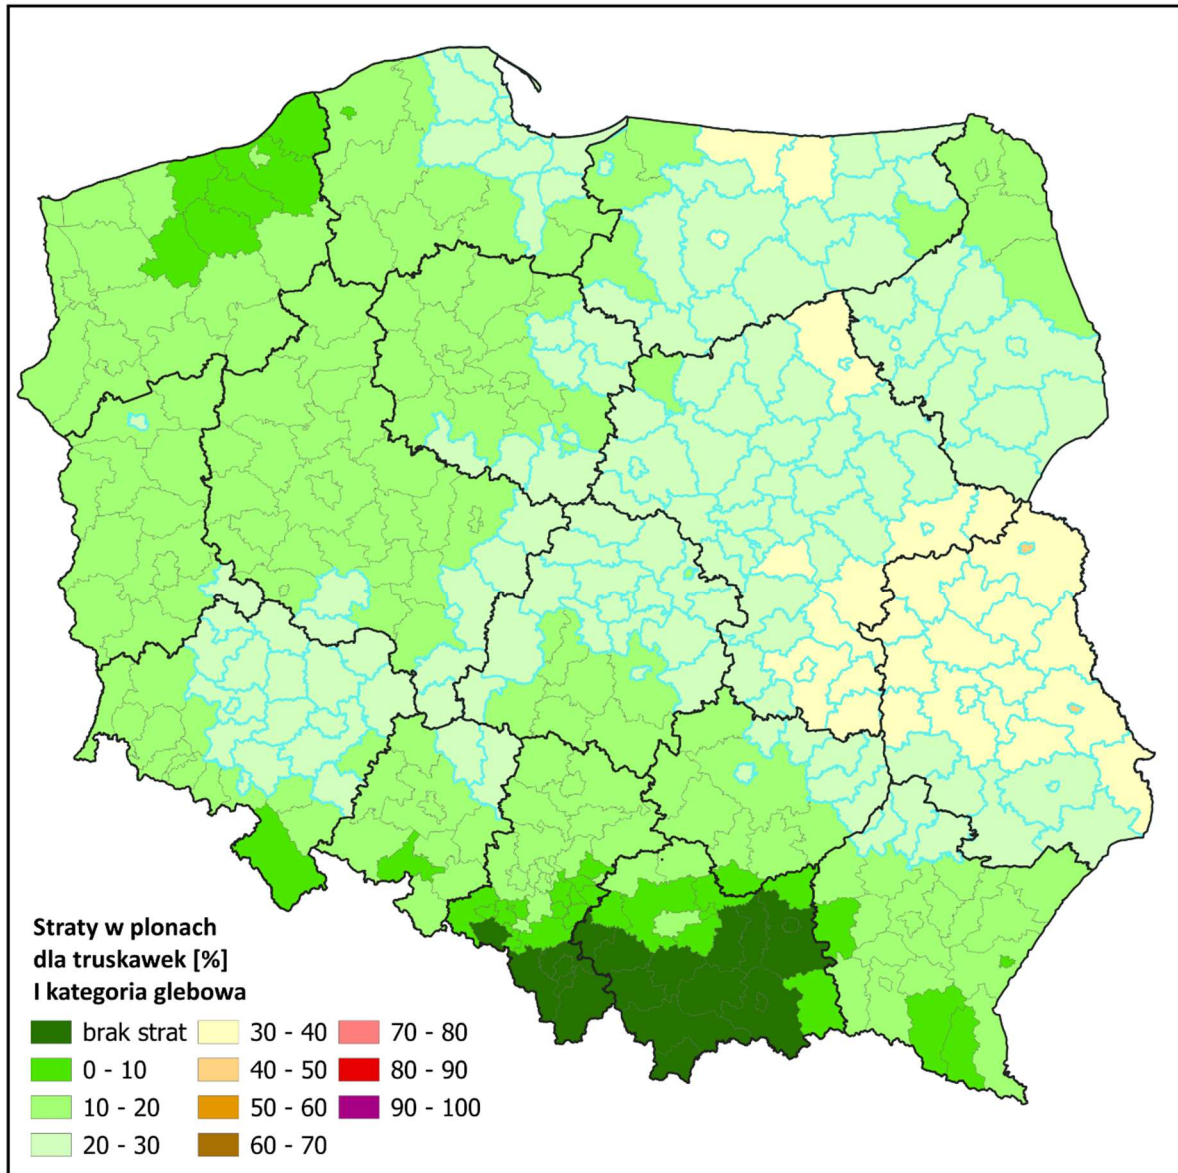 Straty w plonach
dla truskawek [%]
I kategoria glebowa
brak strat
0 - 10
10 - 20
20 - 30
30 - 40
40 - 50
50 - 60
60 - 70
70 - 80
80 - 90
90 - 100